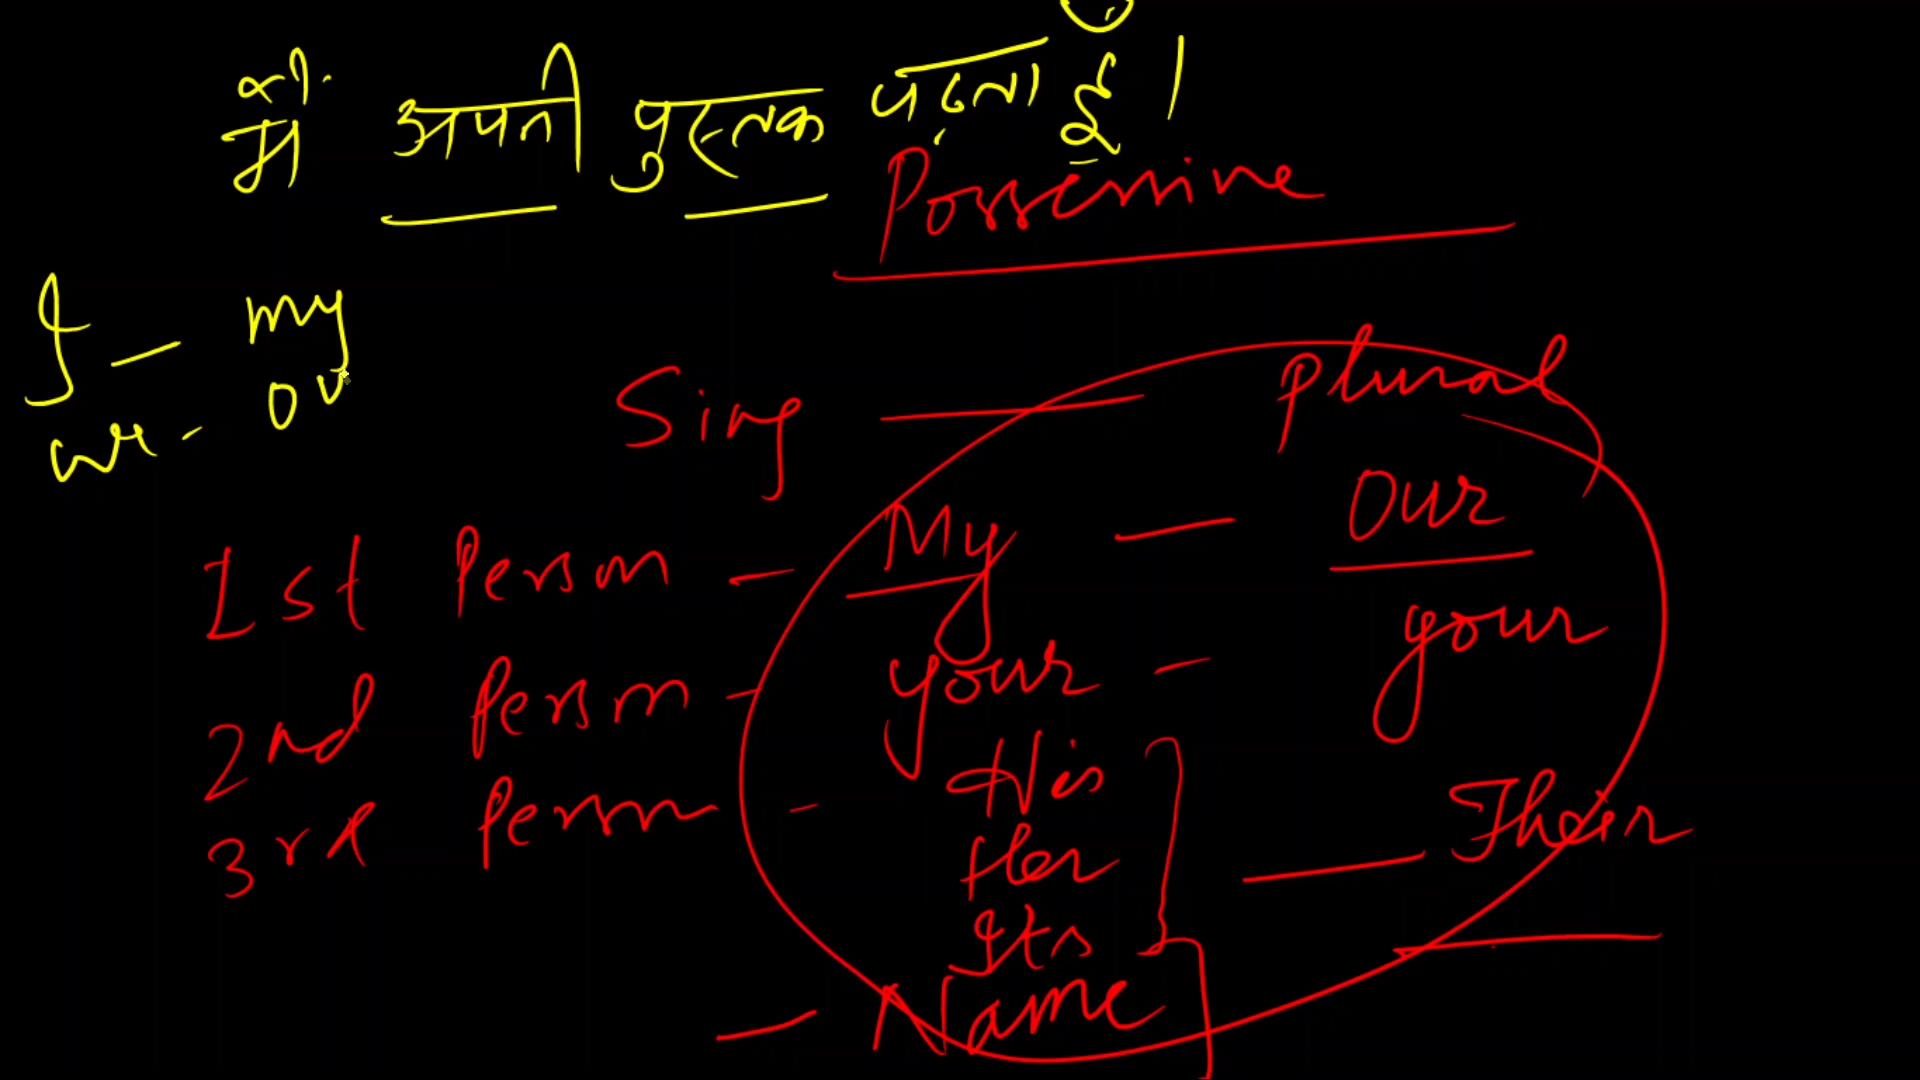 मैं अपनी पुस्तक पढ़ता हूँ।
Possessive
I - my
we - ou
Sing — Plural
1st Person - My — Our
2nd Person - your - your
3rd Person - His
Her — Their
Its
- Name